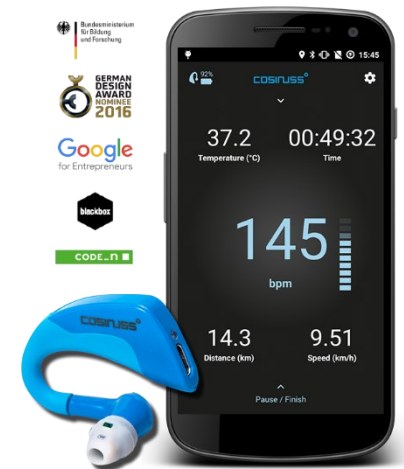 Bundesministerium
für Bildung
und Forschung
GERMAN
DESIGN
AWARD
NOMINEE
2016
Google
for Entrepreneurs
blackbox
CODE_n
15:45
92%
cosinuss°
37.2
Temperature (°C)
00:49:32
Time
145
bpm
14.3
Distance (km)
9.51
Speed (km/h)
Pause / Finish
cosinuss°